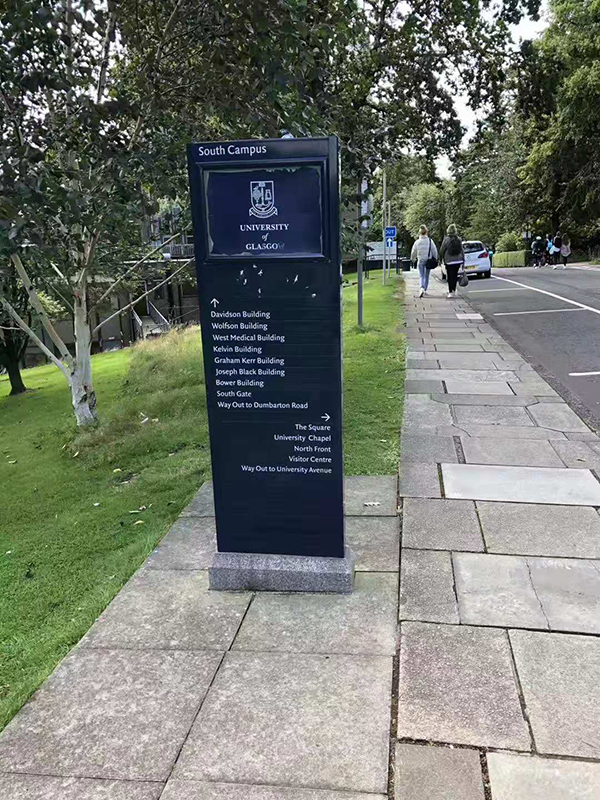 South Campus
UNIVERSITY
of
GLASGOW
↑
Davidson Building
Wolfson Building
West Medical Building
Kelvin Building
Graham Kerr Building
Joseph Black Building
Bower Building
South Gate
Way Out to Dumbarton Road
→
The Square
University Chapel
North Front
Visitor Centre
Way Out to University Avenue